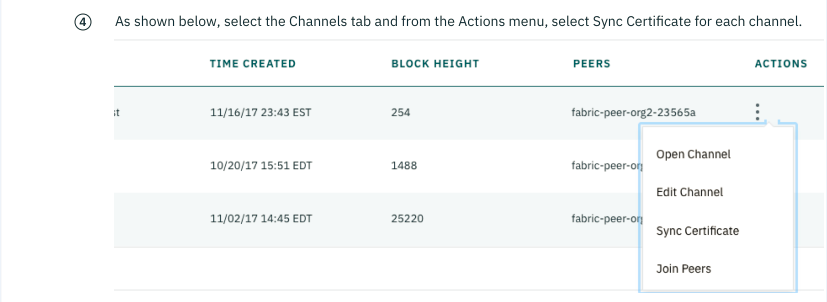 ④ As shown below, select the Channels tab and from the Actions menu, select Sync Certificate for each channel.
TIME CREATED BLOCK HEIGHT PEERS ACTIONS
11/16/17 23:43 EST 254 fabric-peer-org2-23565a
10/20/17 15:51 EDT 1488 fabric-peer-or
11/02/17 14:45 EDT 25220 fabric-peer-or
Open Channel
Edit Channel
Sync Certificate
Join Peers